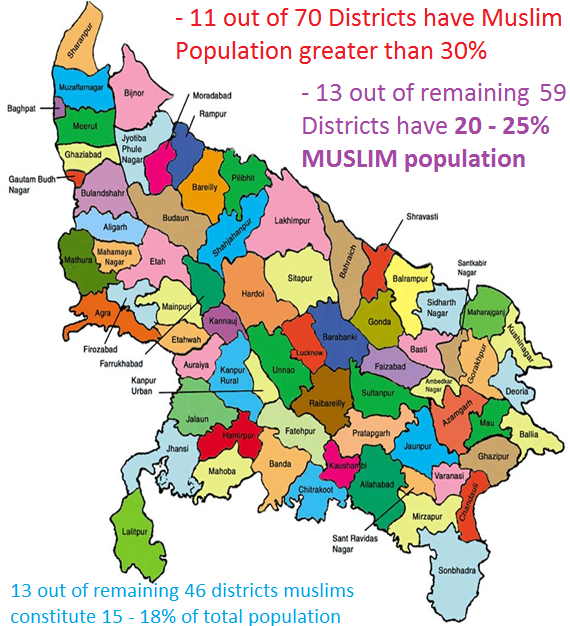 - 11 out of 70 Districts have Muslim
Population greater than 30%
- 13 out of remaining 59
Districts have 20 - 25%
MUSLIM population
Sharanpur
Muzaffarnagar
Bijnor
Moradabad
Rampur
Baghpat
Meerut
Jyotiba
Phule
Nagar
Ghaziabad
Gautam Budh
Nagar
Bulandshahr
Bareilly
Pilibhit
Budaun
Shahjahanpur
Lakhimpur
Aligarh
Mathura
Mahamaya
Nagar
Etah
Shravasti
Bahraich
Balrampur
Santkabir
Nagar
Sidharth
Nagar
Maharajganj
Kushinagar
Hardoi
Sitapur
Agra
Mainpuri
Firozabad
Farrukhabad
Kannauj
Etahwah
Gonda
Barabanki
Basti
Gorakhpur
Deoria
Lucknow
Faizabad
Auraiya
Kanpur
Rural
Unnao
Kanpur
Urban
Raibareilly
Sultanpur
Ambedkar
Nagar
Azamgarh
Mau
Ballia
Jalaun
Fatehpur
Pratapgarh
Jaunpur
Ghazipur
Jhansi
Hamirpur
Mahoba
Banda
Kaushambi
Chitrakoot
Allahabad
Varanasi
Chandauli
Mirzapur
Sant Ravidas
Nagar
Lalitpur
Sonbhadra
13 out of remaining 46 districts muslims
constitute 15 - 18% of total population